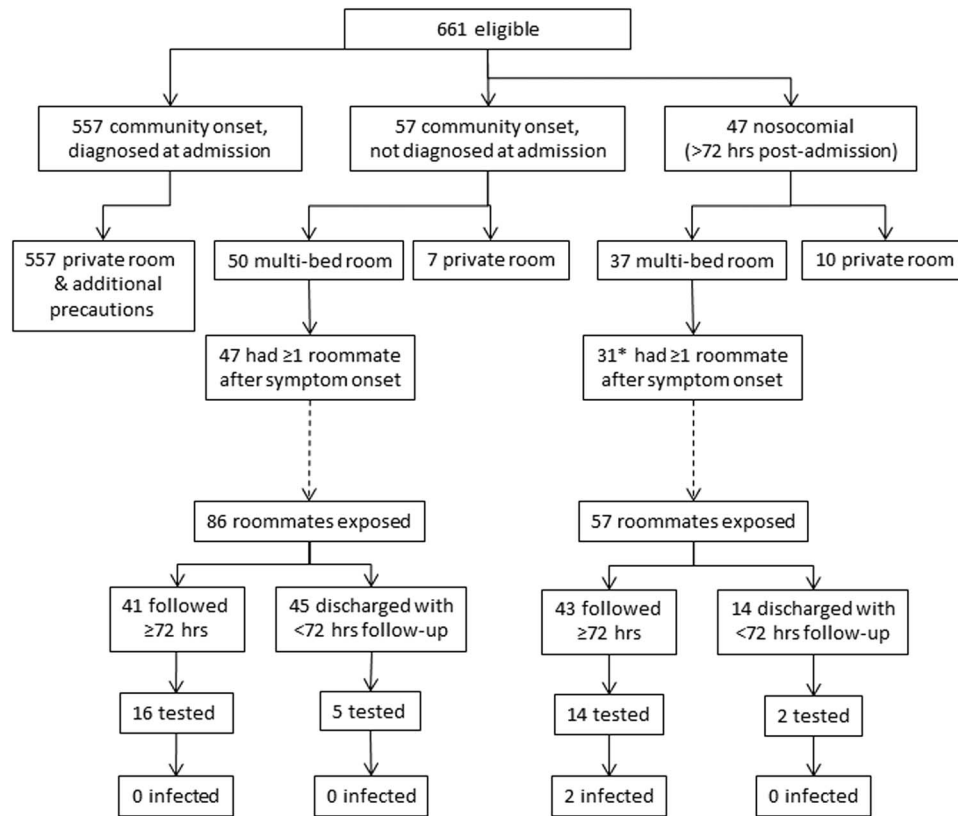 661 eligible
557 community onset,
diagnosed at admission
57 community onset,
not diagnosed at admission
47 nosocomial
(>72 hrs post-admission)
557 private room
& additional
precautions
50 multi-bed room
7 private room
37 multi-bed room
10 private room
47 had ≥1 roommate
after symptom onset
31* had ≥1 roommate
after symptom onset
86 roommates exposed
57 roommates exposed
41 followed
≥72 hrs
45 discharged with
<72 hrs follow-up
43 followed
≥72 hrs
14 discharged with
<72 hrs follow-up
16 tested
5 tested
14 tested
2 tested
0 infected
0 infected
2 infected
0 infected